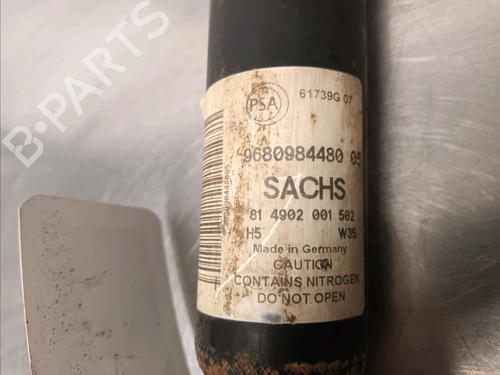 B-PARTS
PSA
61739G 07
9680984480 05
SACHS
81 4902 001 502
H5 W35
Made in Germany
CAUTION
CONTAINS NITROGEN
DO NOT OPEN